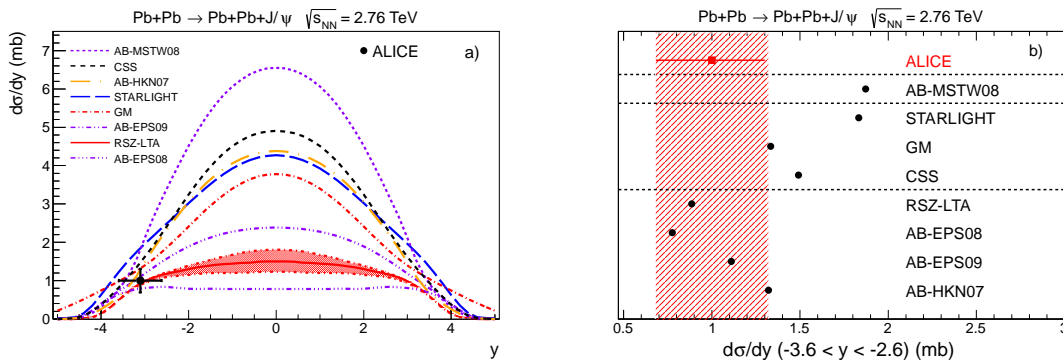 Pb+Pb → Pb+Pb+J/ψ √sNN = 2.76 TeV
dσ/dy (mb)
7
6
5
4
3
2
1
0
AB-MSTW08
CSS
AB-HKN07
STARLIGHT
GM
AB-EPS09
RSZ-LTA
AB-EPS08
ALICE
a)
-4 -2 0 2 4
y
Pb+Pb → Pb+Pb+J/ψ √sNN = 2.76 TeV
b)
ALICE
AB-MSTW08
STARLIGHT
GM
CSS
RSZ-LTA
AB-EPS08
AB-EPS09
AB-HKN07
0.5 1 1.5 2 2.5 3
dσ/dy (-3.6 < y < -2.6) (mb)